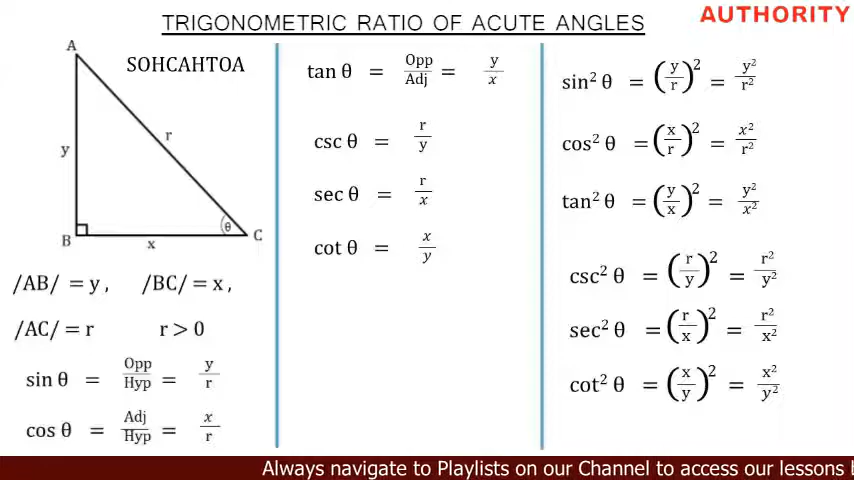 TRIGONOMETRIC RATIO OF ACUTE ANGLES
AUTHORITY
A
SOHCAHTOA
y
r
θ
B
x
C
/AB/ = y , /BC/ = x ,
/AC/ = r r > 0
sin θ = Opp/Hyp = y/r
cos θ = Adj/Hyp = x/r
tan θ = Opp/Adj = y/x
csc θ = r/y
sec θ = r/x
cot θ = x/y
sin² θ = (y/r)² = y²/r²
cos² θ = (x/r)² = x²/r²
tan² θ = (y/x)² = y²/x²
csc² θ = (r/y)² = r²/y²
sec² θ = (r/x)² = r²/x²
cot² θ = (x/y)² = x²/y²
Always navigate to Playlists on our Channel to access our lessons